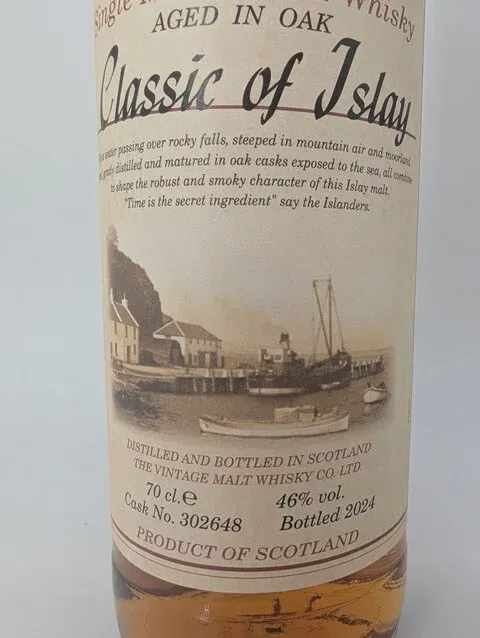 Single Whisky
AGED IN OAK
Classic of Islay
water passing over rocky falls, steeped in mountain air and moorland
gently distilled and matured in oak casks exposed to the sea, all combine
to shape the robust and smoky character of this Islay malt.
"Time is the secret ingredient" say the Islanders.
DISTILLED AND BOTTLED IN SCOTLAND
THE VINTAGE MALT WHISKY CO. LTD.
70 cl.e 46% vol.
Cask No. 302648 Bottled 2024
PRODUCT OF SCOTLAND